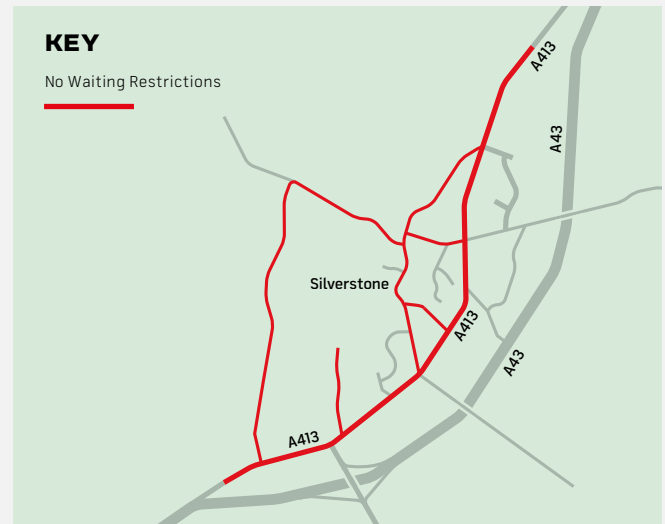 KEY
No Waiting Restrictions
A413
A43
Silverstone
A413
A43
A413